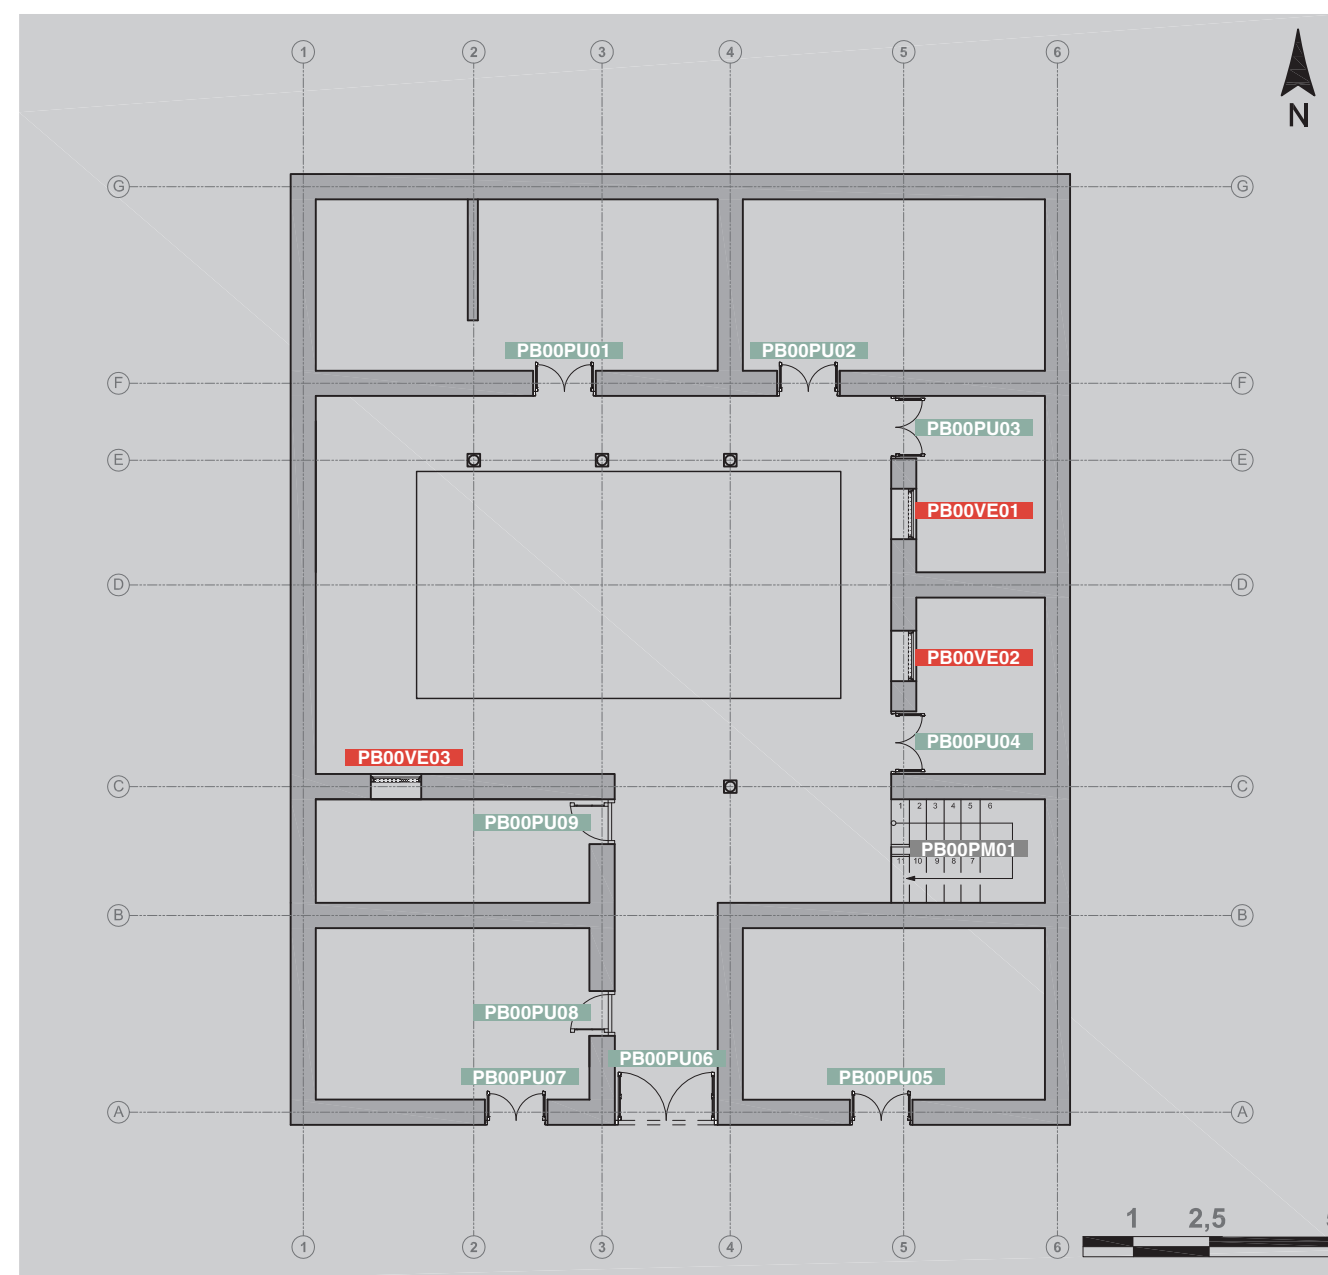 1 2 3 4 5 6
N
G G
PB00PU01 PB00PU02
F F
PB00PU03
E E
PB00VE01
D D
PB00VE02
PB00PU04
PB00VE03
C C
1 2 3 4 5 6
PB00PU09
PB00PM01
11 10 9 8 7
B B
PB00PU08
PB00PU06
PB00PU07 PB00PU05
A A
1 2,5
1 2 3 4 5 6